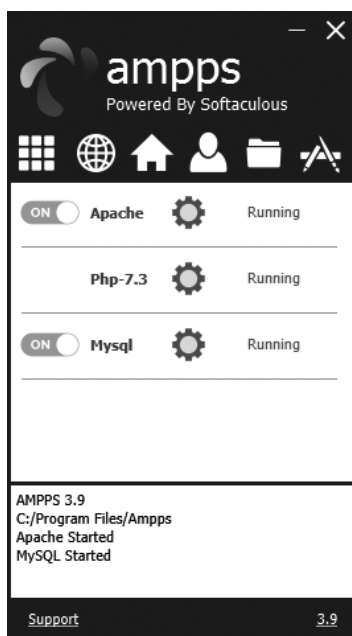 ampps
Powered By Softaculous
ON Apache Running
Php-7.3 Running
ON Mysql Running
AMPPS 3.9
C:/Program Files/Ampps
Apache Started
MySQL Started
Support 3.9